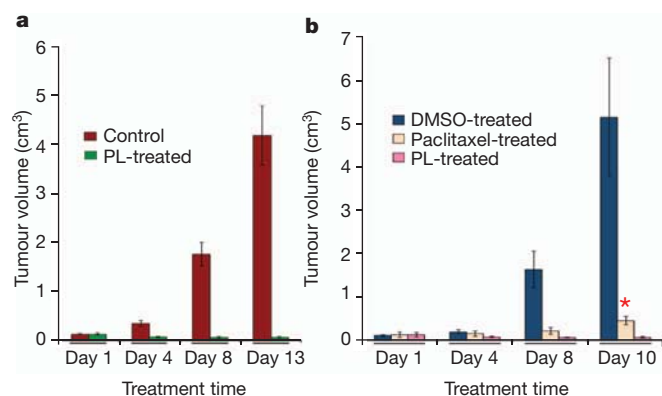 a
6
5
4
3
2
1
0
Tumour volume (cm³)
Control
PL-treated
Day 1 Day 4 Day 8 Day 13
Treatment time
b
7
6
5
4
3
2
1
0
Tumour volume (cm³)
DMSO-treated
Paclitaxel-treated
PL-treated
*
Day 1 Day 4 Day 8 Day 10
Treatment time